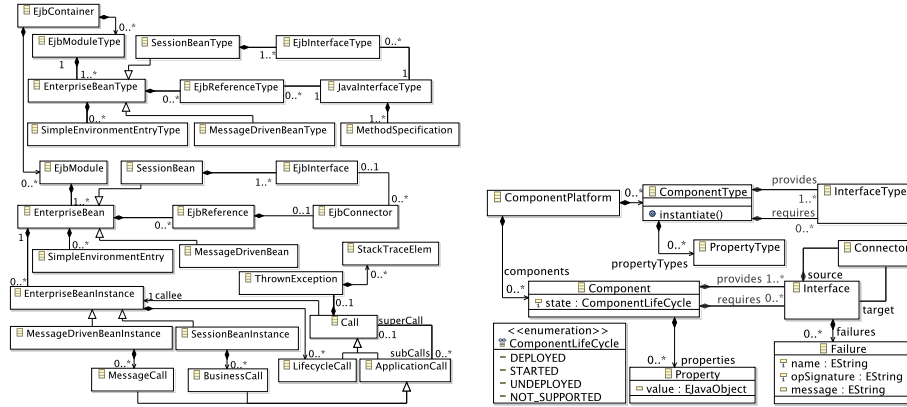 EjbContainer
0..*
EjbModuleType
SessionBeanType
EjbInterfaceType
0..*
1
1..*
1
1..*
EnterpriseBeanType
EjbReferenceType
0..*
1
JavaInterfaceType
0..*
0..*
1..*
SimpleEnvironmentEntryType
MessageDrivenBeanType
MethodSpecification
EjbModule
SessionBean
EjbInterface
0..1
0..*
1..*
1..*
0..*
EnterpriseBean
EjbReference
0..1
EjbConnector
1
0..*
0..*
SimpleEnvironmentEntry
MessageDrivenBean
StackTraceElem
0..*
ThrownException
0..*
EnterpriseBeanInstance
1 callee
0..1
Call
superCall
0..1
MessageDrivenBeanInstance
SessionBeanInstance
0..*
subCalls
0..*
0..*
0..*
LifecycleCall
ApplicationCall
MessageCall
BusinessCall
ComponentPlatform
0..*
ComponentType
instantiate()
provides
1..*
requires
0..*
InterfaceType
0..*
propertyTypes
PropertyType
Connector
components
0..*
source
Component
state : ComponentLifeCycle
provides 1..*
requires 0..*
Interface
target
<<enumeration>>
ComponentLifeCycle
DEPLOYED
STARTED
UNDEPLOYED
NOT_SUPPORTED
0..*
properties
Property
value : EJavaObject
0..*
failures
Failure
name : EString
opSignature : EString
message : EString